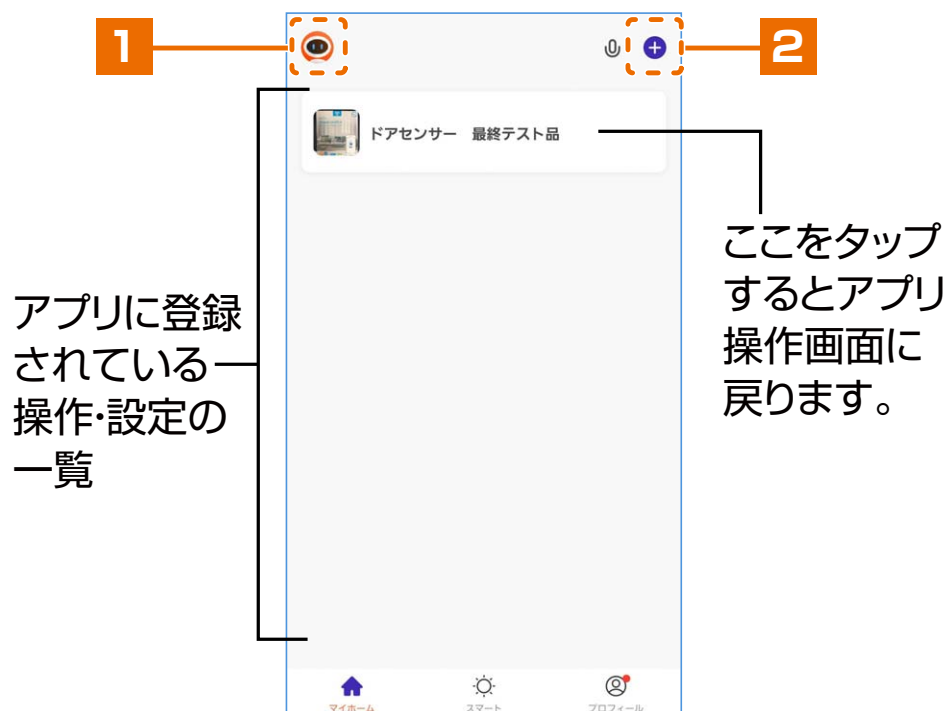 1
2
ドアセンサー 最終テスト品
ここをタップ
するとアプリ
操作画面に
戻ります。
アプリに登録
されている
操作・設定の
一覧
マイホーム
スマート
プロフィール